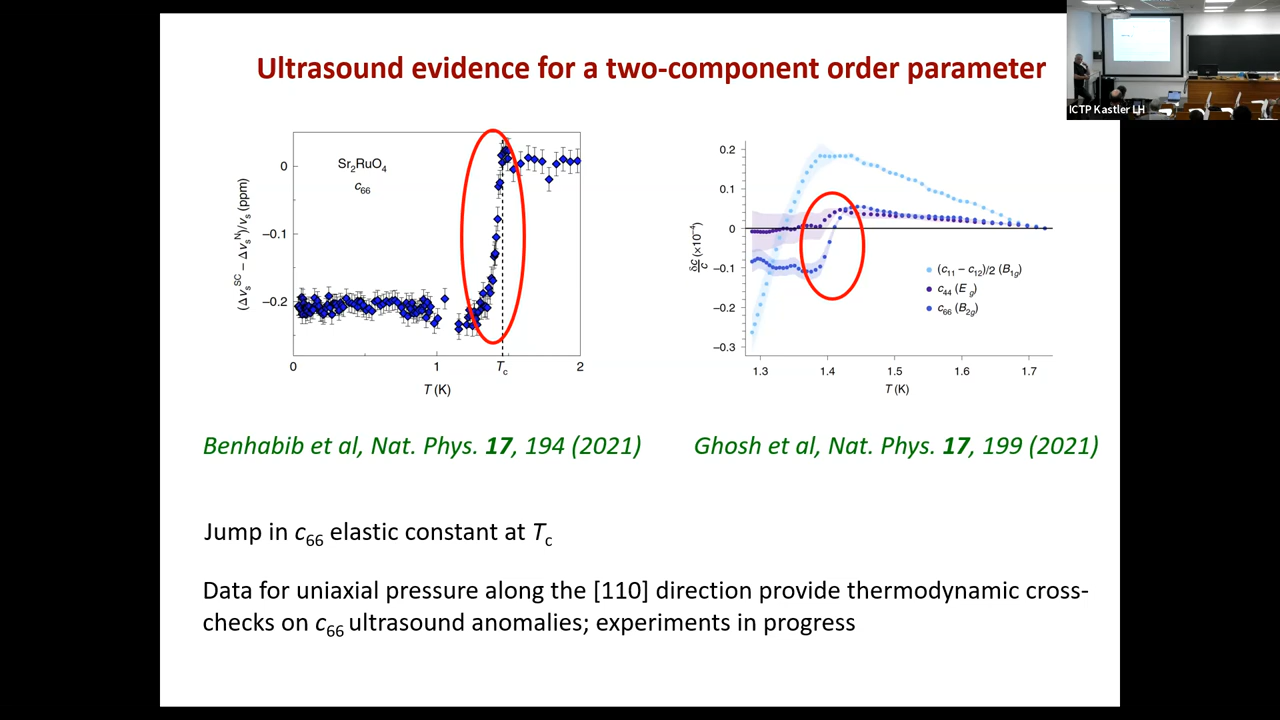 ICTP Kastler LH
Ultrasound evidence for a two-component order parameter
Sr2RuO4
c66
0
−0.1
−0.2
(Δvs^SC − Δvs^N)/vs (ppm)
0
1
Tc
2
T (K)
0.2
0.1
0
−0.1
−0.2
−0.3
δc/c (×10^−4)
(c11 − c12)/2 (B1g)
c44 (Eg)
c66 (B2g)
1.3
1.4
1.5
1.6
1.7
T (K)
Benhabib et al, Nat. Phys. 17, 194 (2021)
Ghosh et al, Nat. Phys. 17, 199 (2021)
Jump in c66 elastic constant at Tc
Data for uniaxial pressure along the [110] direction provide thermodynamic cross-
checks on c66 ultrasound anomalies; experiments in progress